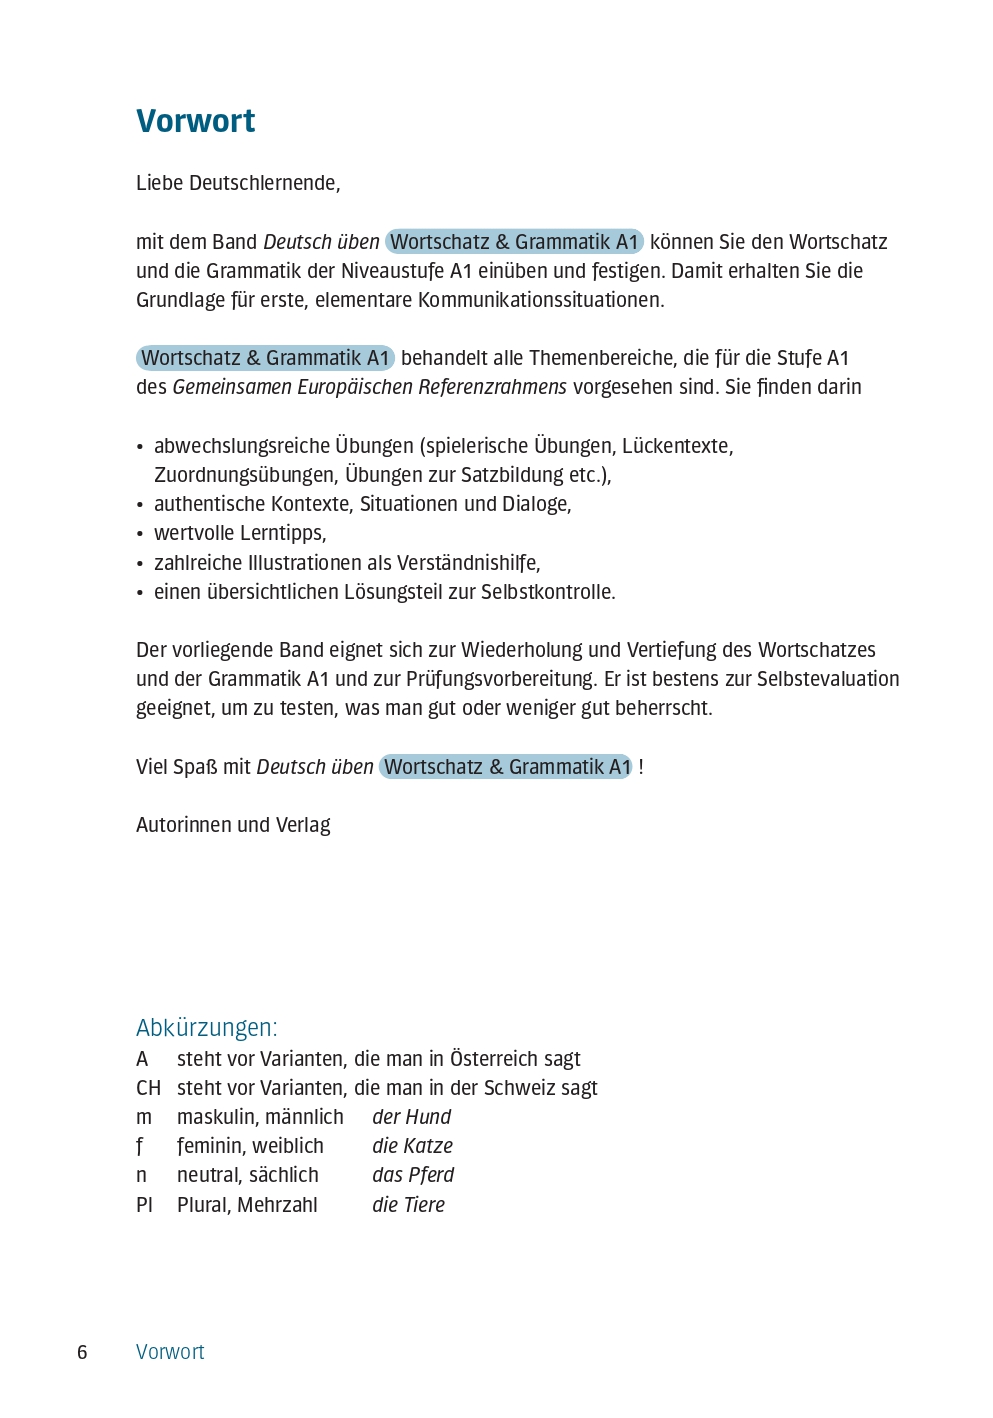 Vorwort
Liebe Deutschlernende,
mit dem Band Deutsch üben Wortschatz & Grammatik A1 können Sie den Wortschatz
und die Grammatik der Niveaustufe A1 einüben und festigen. Damit erhalten Sie die
Grundlage für erste, elementare Kommunikationssituationen.
Wortschatz & Grammatik A1 behandelt alle Themenbereiche, die für die Stufe A1
des Gemeinsamen Europäischen Referenzrahmens vorgesehen sind. Sie finden darin
• abwechslungsreiche Übungen (spielerische Übungen, Lückentexte,
Zuordnungsübungen, Übungen zur Satzbildung etc.),
• authentische Kontexte, Situationen und Dialoge,
• wertvolle Lerntipps,
• zahlreiche Illustrationen als Verständnishilfe,
• einen übersichtlichen Lösungsteil zur Selbstkontrolle.
Der vorliegende Band eignet sich zur Wiederholung und Vertiefung des Wortschatzes
und der Grammatik A1 und zur Prüfungsvorbereitung. Er ist bestens zur Selbstevaluation
geeignet, um zu testen, was man gut oder weniger gut beherrscht.
Viel Spaß mit Deutsch üben Wortschatz & Grammatik A1 !
Autorinnen und Verlag
Abkürzungen:
A steht vor Varianten, die man in Österreich sagt
CH steht vor Varianten, die man in der Schweiz sagt
m maskulin, männlich der Hund
f feminin, weiblich die Katze
n neutral, sächlich das Pferd
Pl Plural, Mehrzahl die Tiere
6 Vorwort